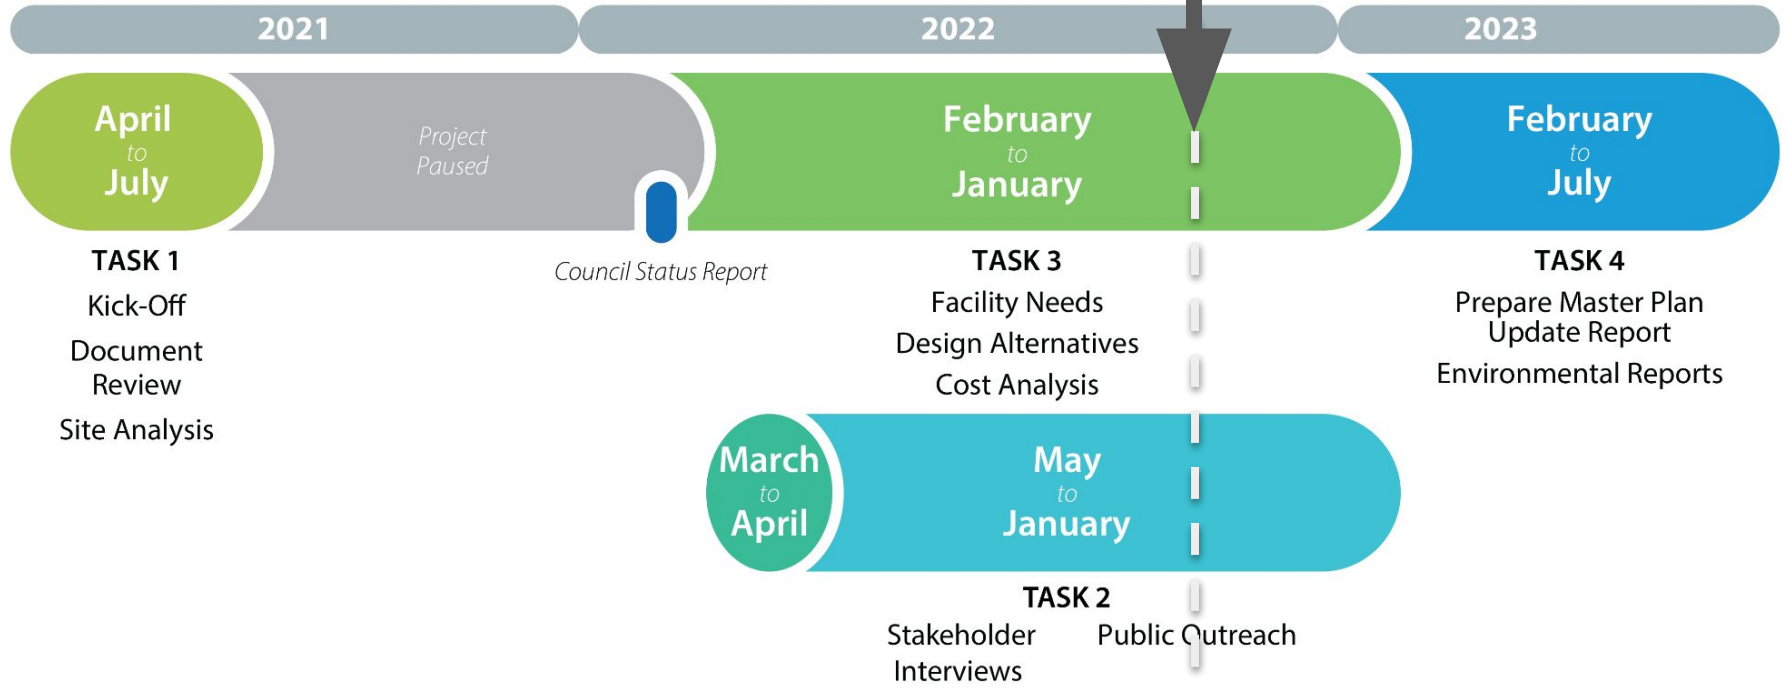 2021
2022
2023
April
to
July
Project
Paused
February
to
January
February
to
July
TASK 1
Kick-Off
Document
Review
Site Analysis
Council Status Report
TASK 3
Facility Needs
Design Alternatives
Cost Analysis
TASK 4
Prepare Master Plan
Update Report
Environmental Reports
March
to
April
May
to
January
TASK 2
Stakeholder
Interviews
Public Outreach